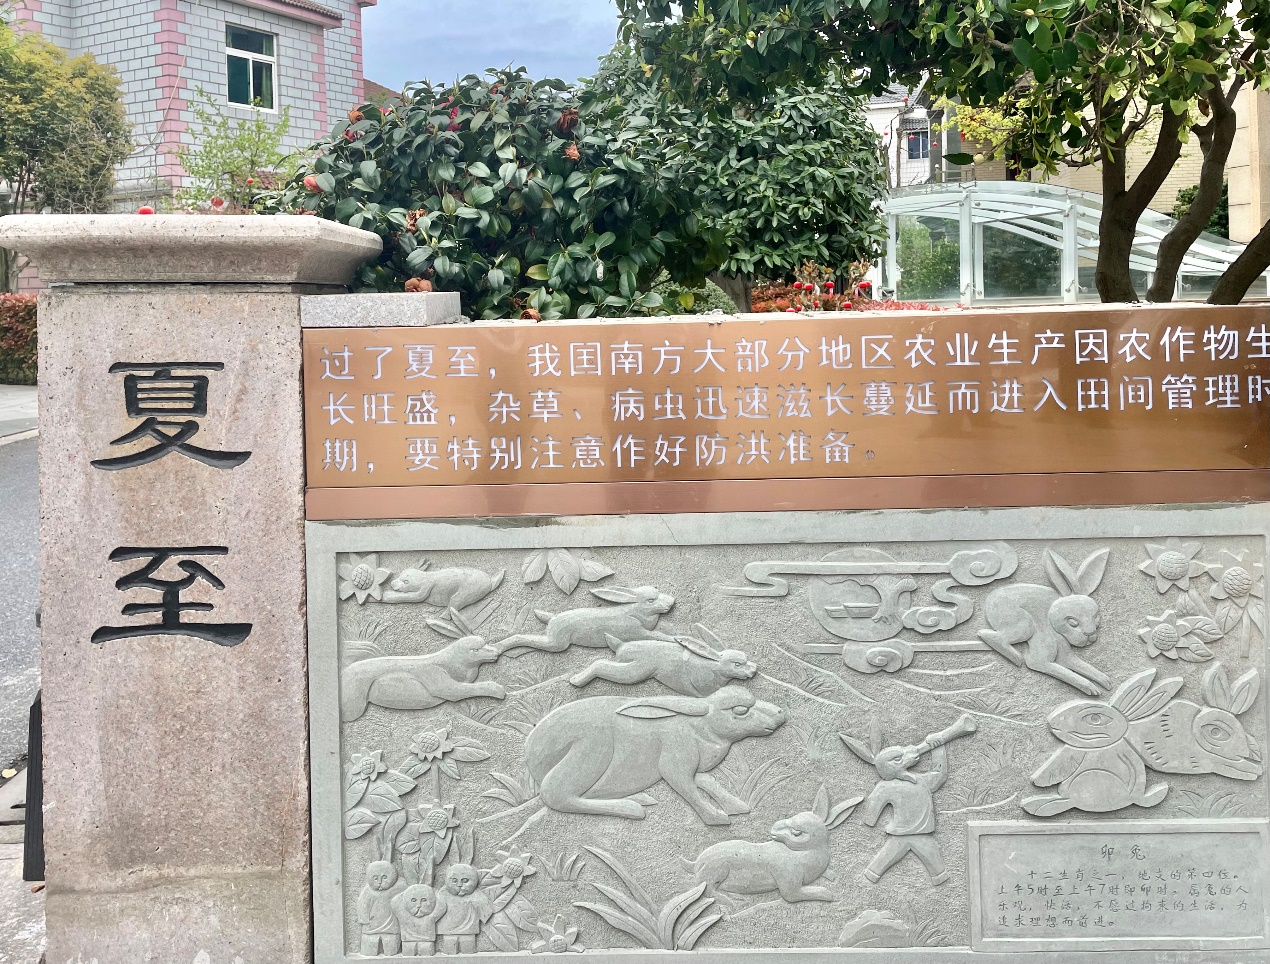 夏
至
过了夏至，我国南方大部分地区农业生产因农作物生
长旺盛，杂草、病虫迅速滋长蔓延而进入田间管理时
期，要特别注意作好防洪准备。
卯兔
十二生肖之一，地支的第四位。
上午5时至上午7时即卯时。属兔的人
乐观，快活，不愿过拘束的生活，为
追求理想而前进。